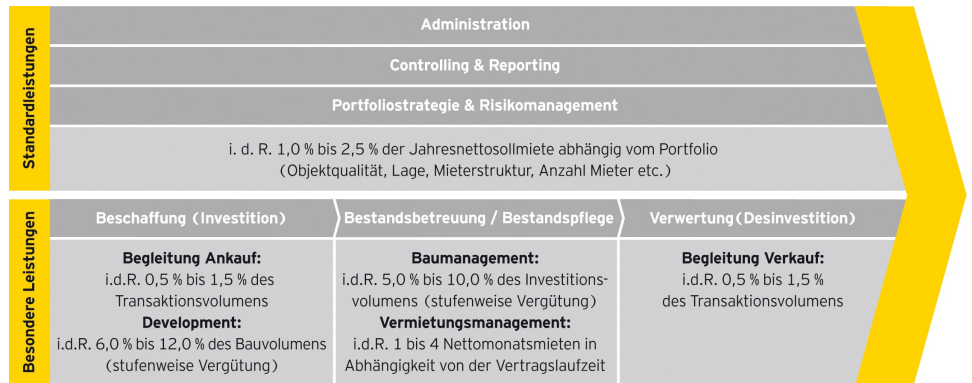 Standardleistungen
Administration
Controlling & Reporting
Portfoliostrategie & Risikomanagement
i. d. R. 1,0 % bis 2,5 % der Jahresnettosollmiete abhängig vom Portfolio
(Objektqualität, Lage, Mieterstruktur, Anzahl Mieter etc.)
Besondere Leistungen
Beschaffung (Investition)
Begleitung Ankauf:
i.d.R. 0,5 % bis 1,5 % des
Transaktionsvolumens
Development:
i.d.R. 6,0 % bis 12,0 % des Bauvolumens
(stufenweise Vergütung)
Bestandsbetreuung / Bestandspflege
Baumanagement:
i.d.R. 5,0 % bis 10,0 % des Investitions-
volumens (stufenweise Vergütung)
Vermietungsmanagement:
i.d.R. 1 bis 4 Nettomonatsmieten in
Abhängigkeit von der Vertragslaufzeit
Verwertung(Desinvestition)
Begleitung Verkauf:
i.d.R. 0,5 % bis 1,5 %
des Transaktionsvolumens